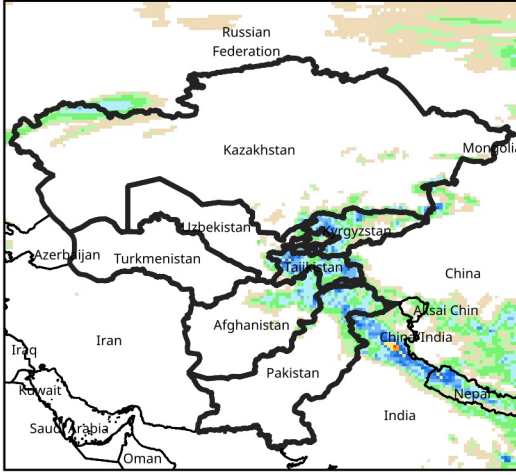 Russian
Federation
Kazakhstan
Mongolia
Uzbekistan
Kyrgyzstan
Azerbaijan
Turkmenistan
Tajikistan
China
Aksai Chin
Afghanistan
China/India
Iran
Iraq
Pakistan
Kuwait
Nepal
India
Saudi Arabia
Oman